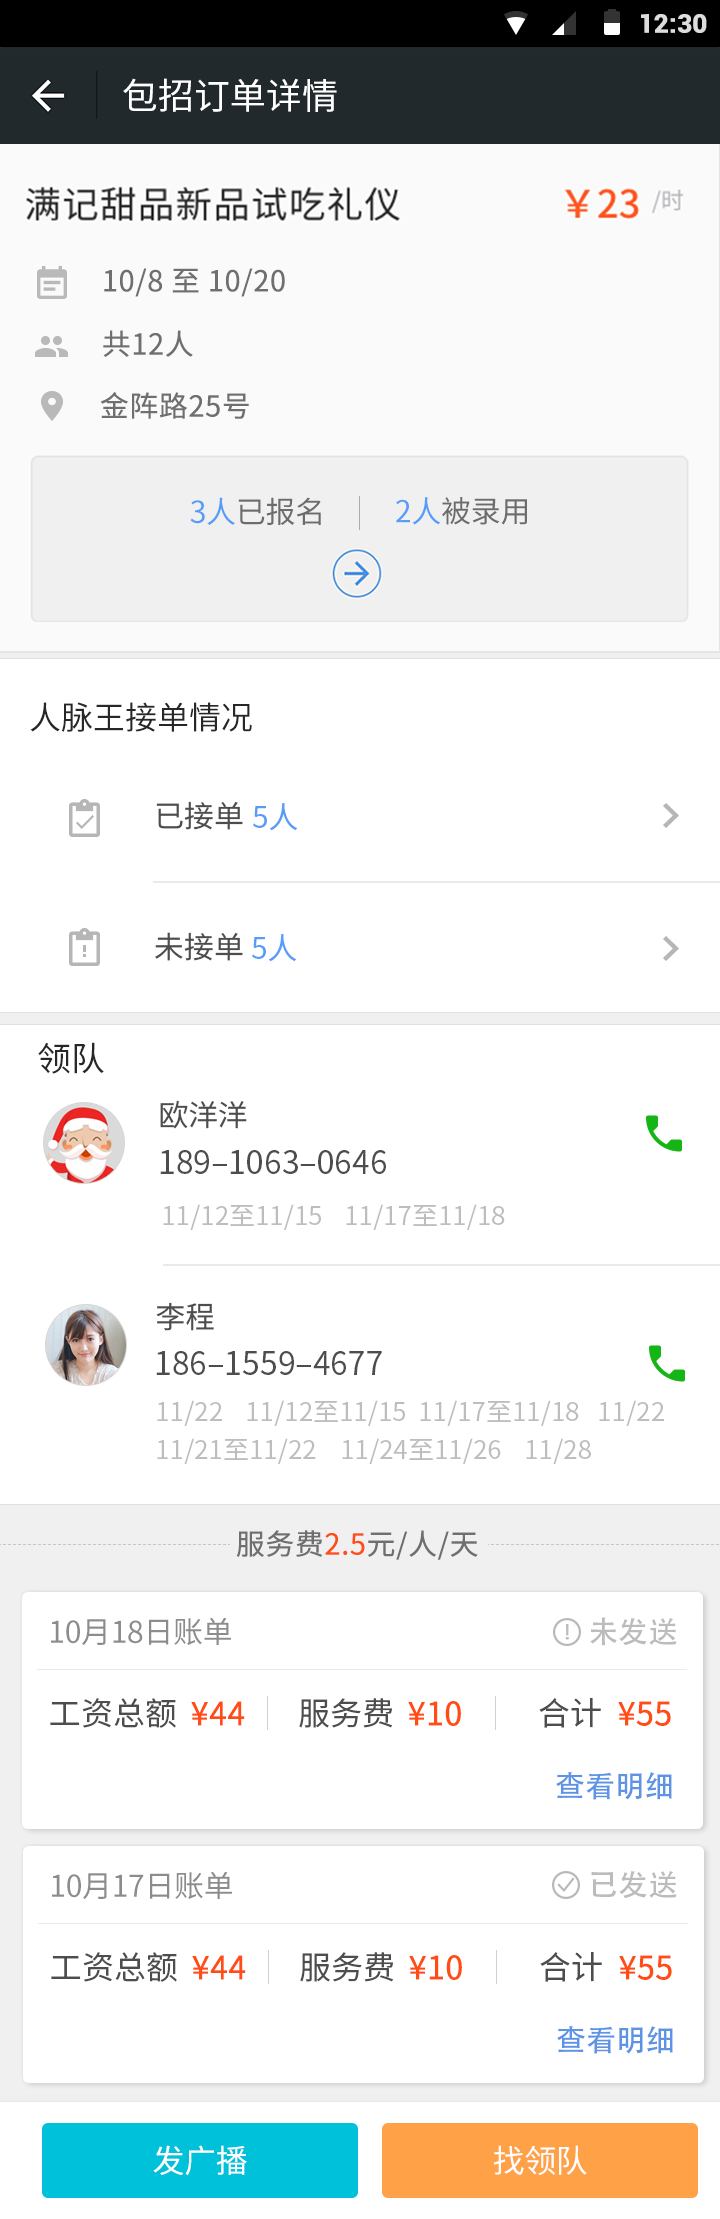 12:30
包招订单详情
满记甜品新品试吃礼仪 ￥23 /时
10/8 至 10/20
共12人
金阵路25号
3人已报名 2人被录用
人脉王接单情况
已接单 5人
未接单 5人
领队
欧洋洋
189-1063-0646
11/12至11/15 11/17至11/18
李程
186-1559-4677
11/22 11/12至11/15 11/17至11/18 11/22
11/21至11/22 11/24至11/26 11/28
服务费2.5元/人/天
10月18日账单 未发送
工资总额 ¥44 服务费 ¥10 合计 ¥55
查看明细
10月17日账单 已发送
工资总额 ¥44 服务费 ¥10 合计 ¥55
查看明细
发广播 找领队